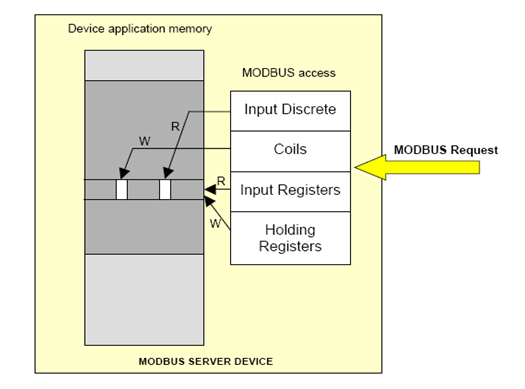 Device application memory
MODBUS access
Input Discrete
R
Coils
W
MODBUS Request
Input Registers
R
Holding
Registers
W
MODBUS SERVER DEVICE